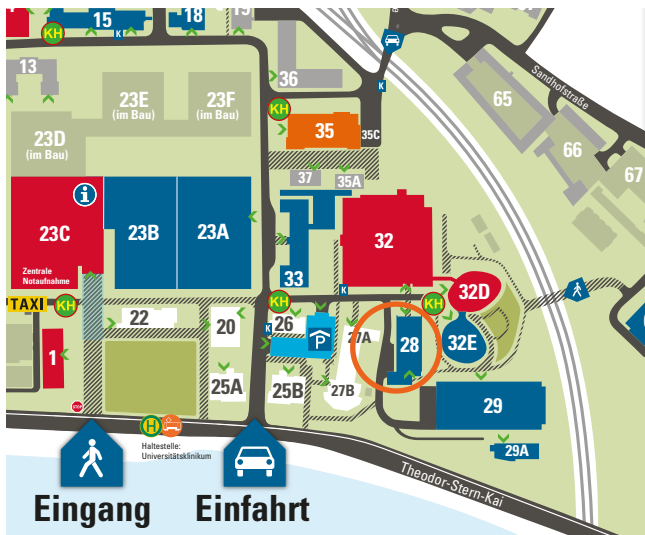 15
18
KH
K
13
36
K
23E
(im Bau)
23F
(im Bau)
23D
(im Bau)
KH
35
35C
65
Sandhofstraße
66
67
37
35A
i
23C
23B
23A
33
32
Zentrale
Notaufnahme
TAXI
KH
KH
K
KH
32D
22
20
26
K
P
27A
28
32E
1
25A
25B
27B
29
STOP
H
Haltestelle:
Universitätsklinikum
29A
Theodor-Stern-Kai
Eingang
Einfahrt